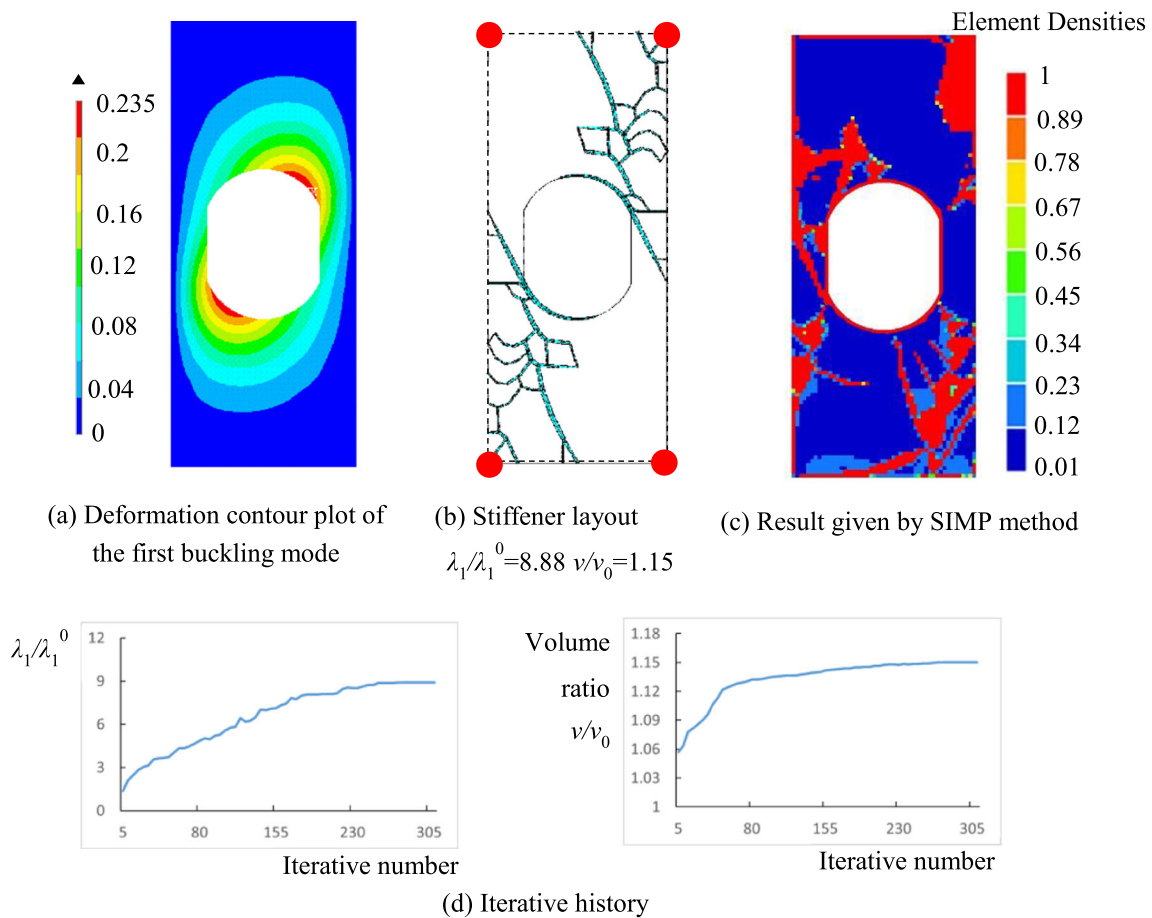 Element Densities
0.235
0.2
0.16
0.12
0.08
0.04
0
1
0.89
0.78
0.67
0.56
0.45
0.34
0.23
0.12
0.01
(a) Deformation contour plot of
the first buckling mode
(b) Stiffener layout
λ₁/λ₁⁰=8.88 v/v₀=1.15
(c) Result given by SIMP method
λ₁/λ₁⁰
12
9
6
3
0
5 80 155 230 305
Iterative number
Volume
ratio
v/v₀
1.18
1.15
1.12
1.09
1.06
1.03
1
5 80 155 230 305
Iterative number
(d) Iterative history